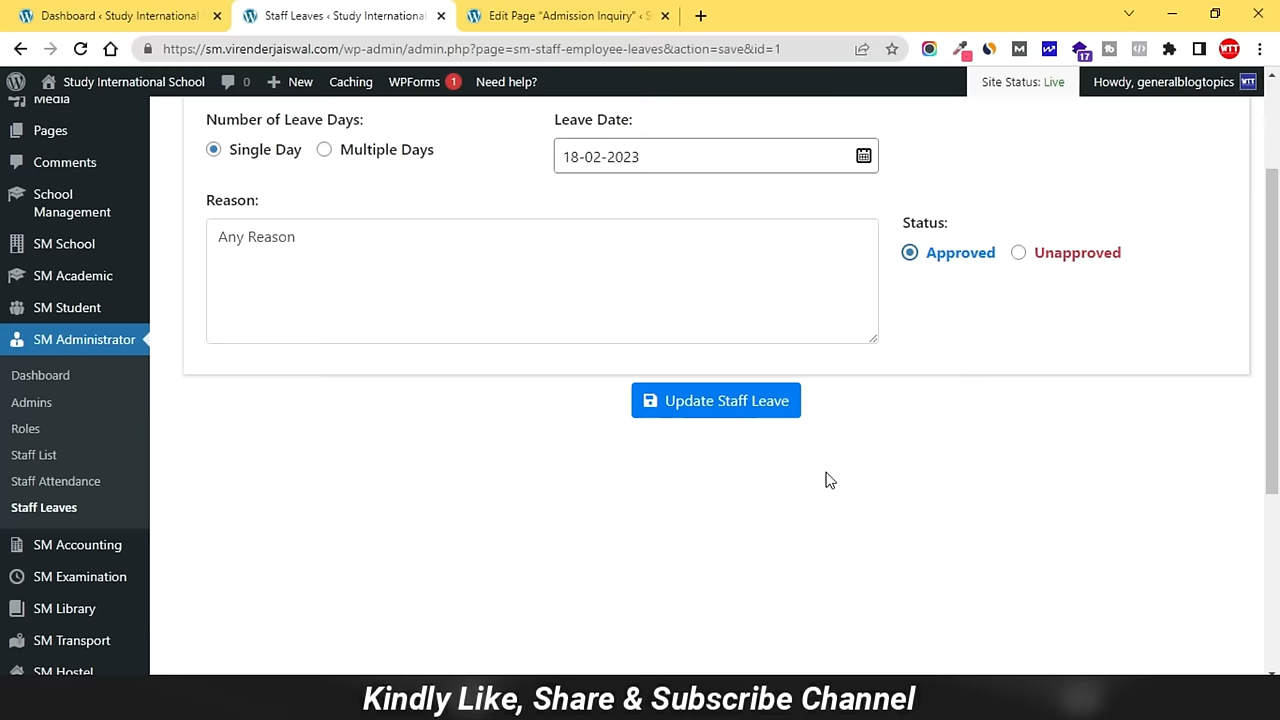 Dashboard ‹ Study International
Staff Leaves ‹ Study International
Edit Page "Admission Inquiry" ‹ S
https://sm.virenderjaiswal.com/wp-admin/admin.php?page=sm-staff-employee-leaves&action=save&id=1
17
WTT
Study International School
0
New
Caching
WPForms 1
Need help?
Site Status: Live
Howdy, generalblogtopics
WTT
Media
Pages
Comments
School
Management
SM School
SM Academic
SM Student
SM Administrator
Dashboard
Admins
Roles
Staff List
Staff Attendance
Staff Leaves
SM Accounting
SM Examination
SM Library
SM Transport
SM Hostel
Number of Leave Days:
Single Day
Multiple Days
Leave Date:
18-02-2023
Reason:
Any Reason
Status:
Approved
Unapproved
Update Staff Leave
Kindly Like, Share & Subscribe Channel